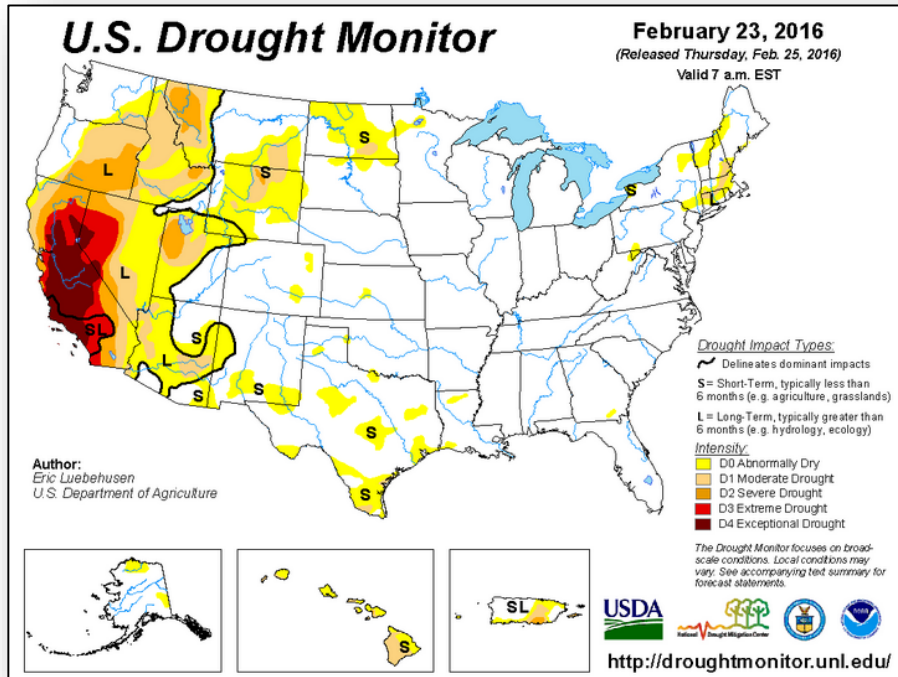 U.S. Drought Monitor
February 23, 2016
(Released Thursday, Feb. 25, 2016)
Valid 7 a.m. EST
S
L
S
S
L
L
S
SL
L
S
S
S
S
S
Author:
Eric Luebehusen
U.S. Department of Agriculture
Drought Impact Types:
Delineates dominant impacts
S = Short-Term, typically less than
6 months (e.g. agriculture, grasslands)
L = Long-Term, typically greater than
6 months (e.g. hydrology, ecology)
Intensity:
D0 Abnormally Dry
D1 Moderate Drought
D2 Severe Drought
D3 Extreme Drought
D4 Exceptional Drought
The Drought Monitor focuses on broad-
scale conditions. Local conditions may
vary. See accompanying text summary for
forecast statements.
S
SL
USDA
National Drought Mitigation Center
http://droughtmonitor.unl.edu/